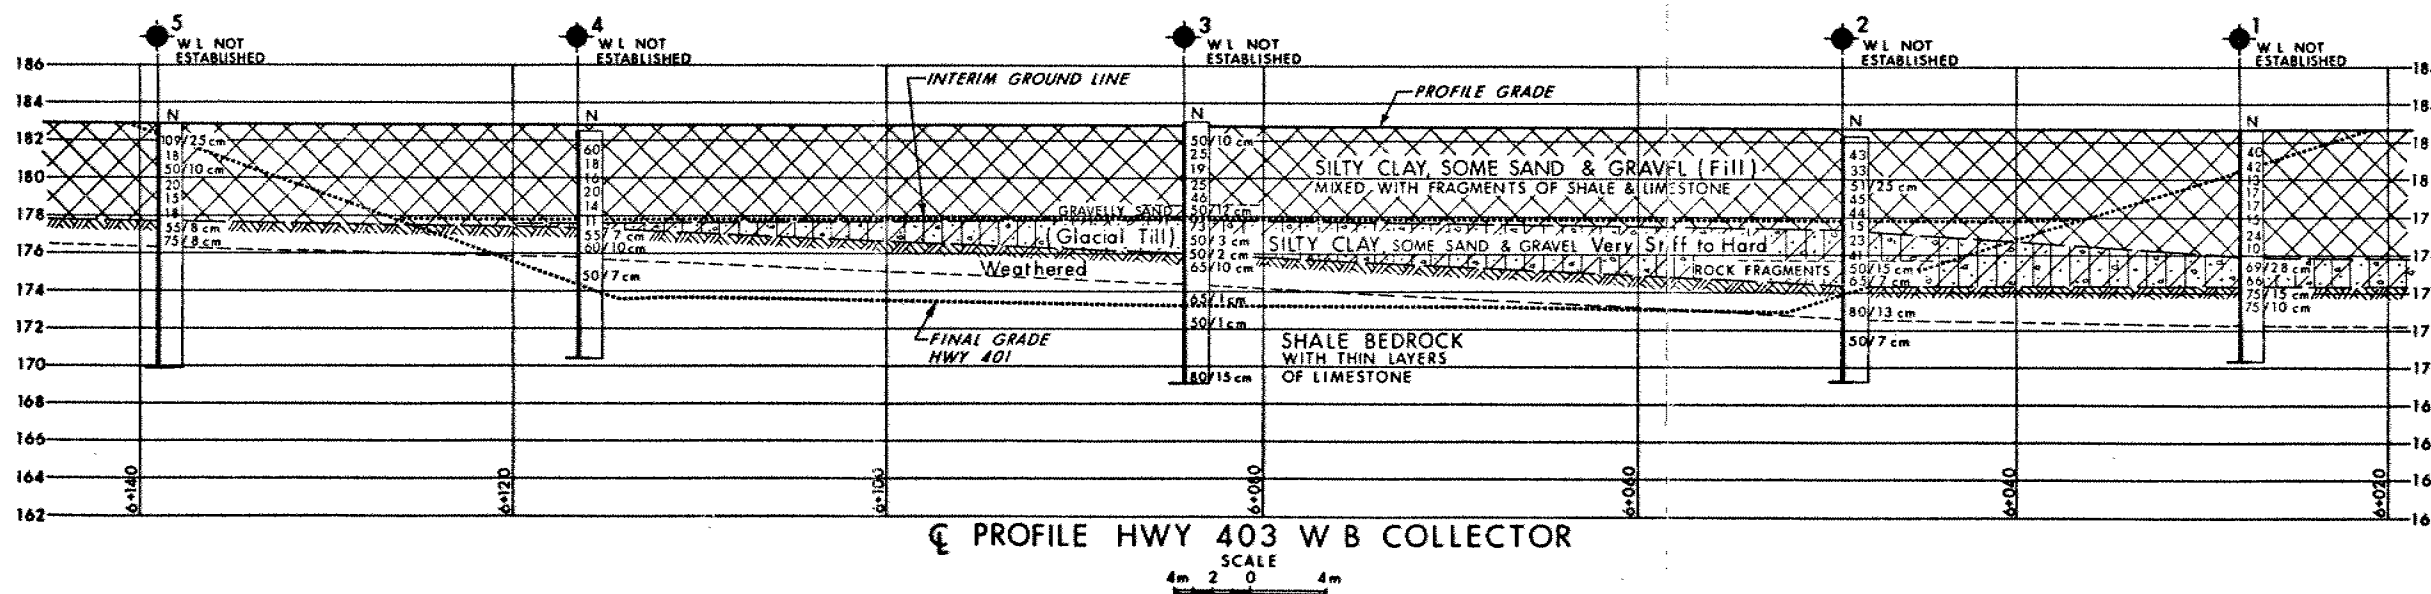 5
W L NOT
ESTABLISHED
4
W L NOT
ESTABLISHED
3
W L NOT
ESTABLISHED
2
W L NOT
ESTABLISHED
1
W L NOT
ESTABLISHED
186
184
182
180
178
176
174
172
170
168
166
164
162
INTERIM GROUND LINE
PROFILE GRADE
N
109/25 cm
18
50/10 cm
20
15
18
55/8 cm
75/8 cm
N
60
18
16
20
14
11
55/7 cm
60/10 cm
50/7 cm
N
50/10 cm
25
19
25
46
50/12 cm
73
50/3 cm
50/2 cm
65/10 cm
65/1 cm
50/1 cm
80/15 cm
N
43
33
51/25 cm
45
44
15
23
41
50/15 cm
65/7 cm
80/13 cm
50/7 cm
N
40
42
13
17
17
15
24
10
69/28 cm
66
75/15 cm
75/10 cm
SILTY CLAY, SOME SAND & GRAVEL (Fill)
MIXED WITH FRAGMENTS OF SHALE & LIMESTONE
GRAVELLY SAND
(Glacial Till)
SILTY CLAY, SOME SAND & GRAVEL Very Stiff to Hard
Weathered
ROCK FRAGMENTS
FINAL GRADE
HWY 401
SHALE BEDROCK
WITH THIN LAYERS
OF LIMESTONE
6+140
6+120
6+100
6+080
6+060
6+040
6+020
℄ PROFILE HWY 403 W B COLLECTOR
SCALE
4m 2 0 4m